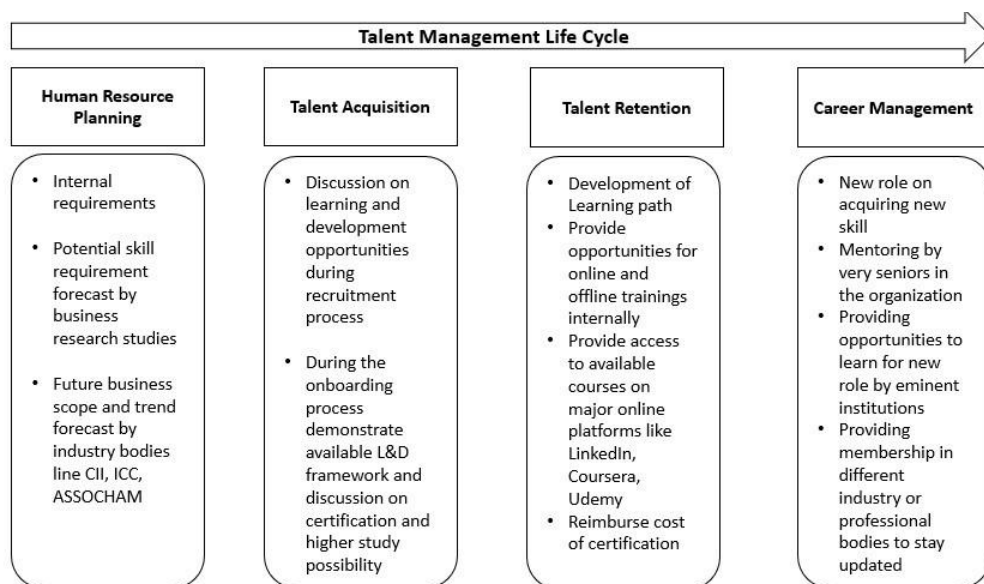 Talent Management Life Cycle
Human Resource
Planning
• Internal
requirements
• Potential skill
requirement
forecast by
business
research studies
• Future business
scope and trend
forecast by
industry bodies
line CII, ICC,
ASSOCHAM
Talent Acquisition
• Discussion on
learning and
development
opportunities
during
recruitment
process
• During the
onboarding
process
demonstrate
available L&D
framework and
discussion on
certification and
higher study
possibility
Talent Retention
• Development of
Learning path
• Provide
opportunities for
online and
offline trainings
internally
• Provide access
to available
courses on
major online
platforms like
LinkedIn,
Coursera,
Udemy
• Reimburse cost
of certification
Career Management
• New role on
acquiring new
skill
• Mentoring by
very seniors in
the organization
• Providing
opportunities to
learn for new
role by eminent
institutions
• Providing
membership in
different
industry or
professional
bodies to stay
updated